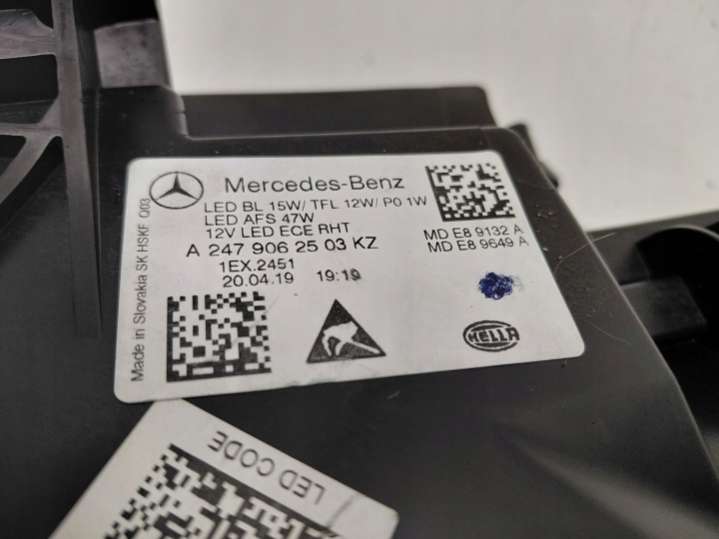 Mercedes-Benz
LED BL 15W/ TFL 12W/ PO 1W
LED AFS 47W
12V LED ECE RHT
A 247 906 25 03 KZ
1EX.2451
20.04.19 19:19
MD E8 9132 A
MD E8 9649 A
HELLA
Made in Slovakia SK HSKF Q03
LED CODE